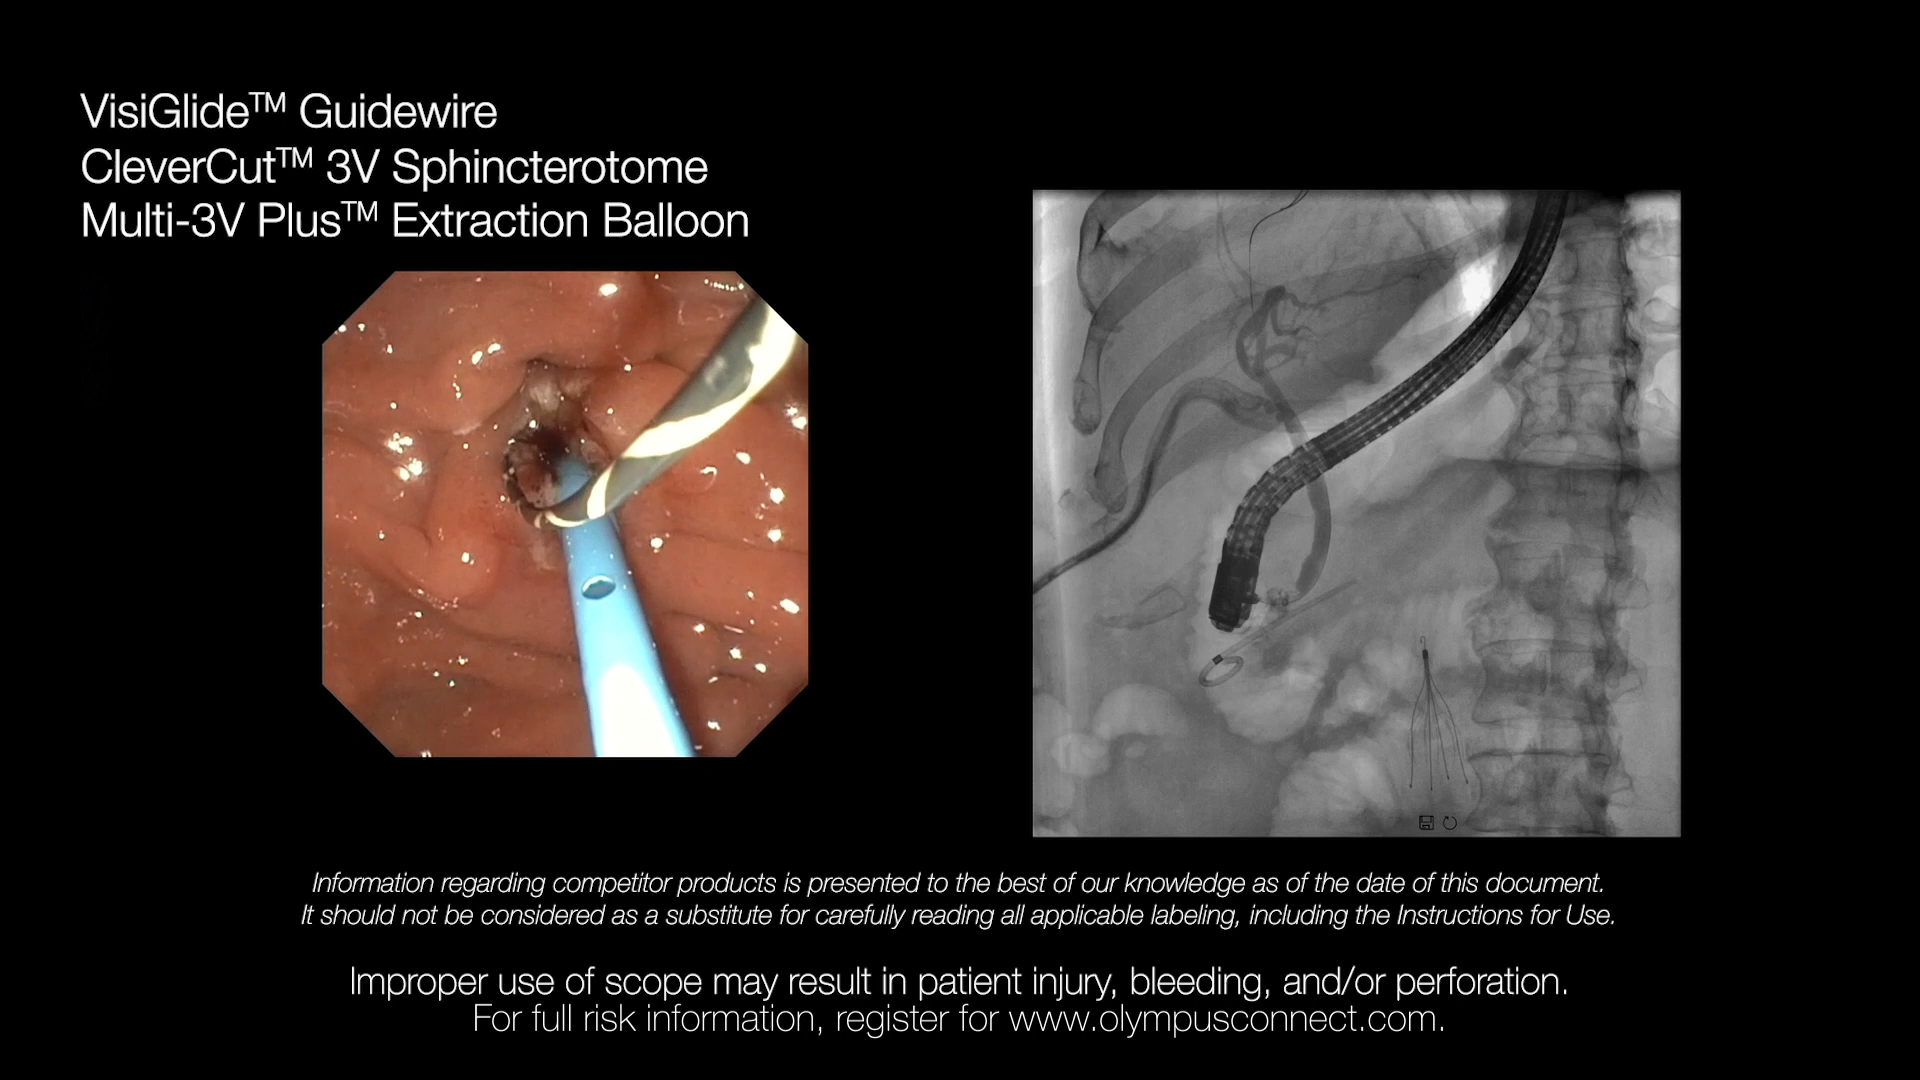 VisiGlide™ Guidewire
CleverCut™ 3V Sphincterotome
Multi-3V Plus™ Extraction Balloon
Information regarding competitor products is presented to the best of our knowledge as of the date of this document.
It should not be considered as a substitute for carefully reading all applicable labeling, including the Instructions for Use.
Improper use of scope may result in patient injury, bleeding, and/or perforation.
For full risk information, register for www.olympusconnect.com.